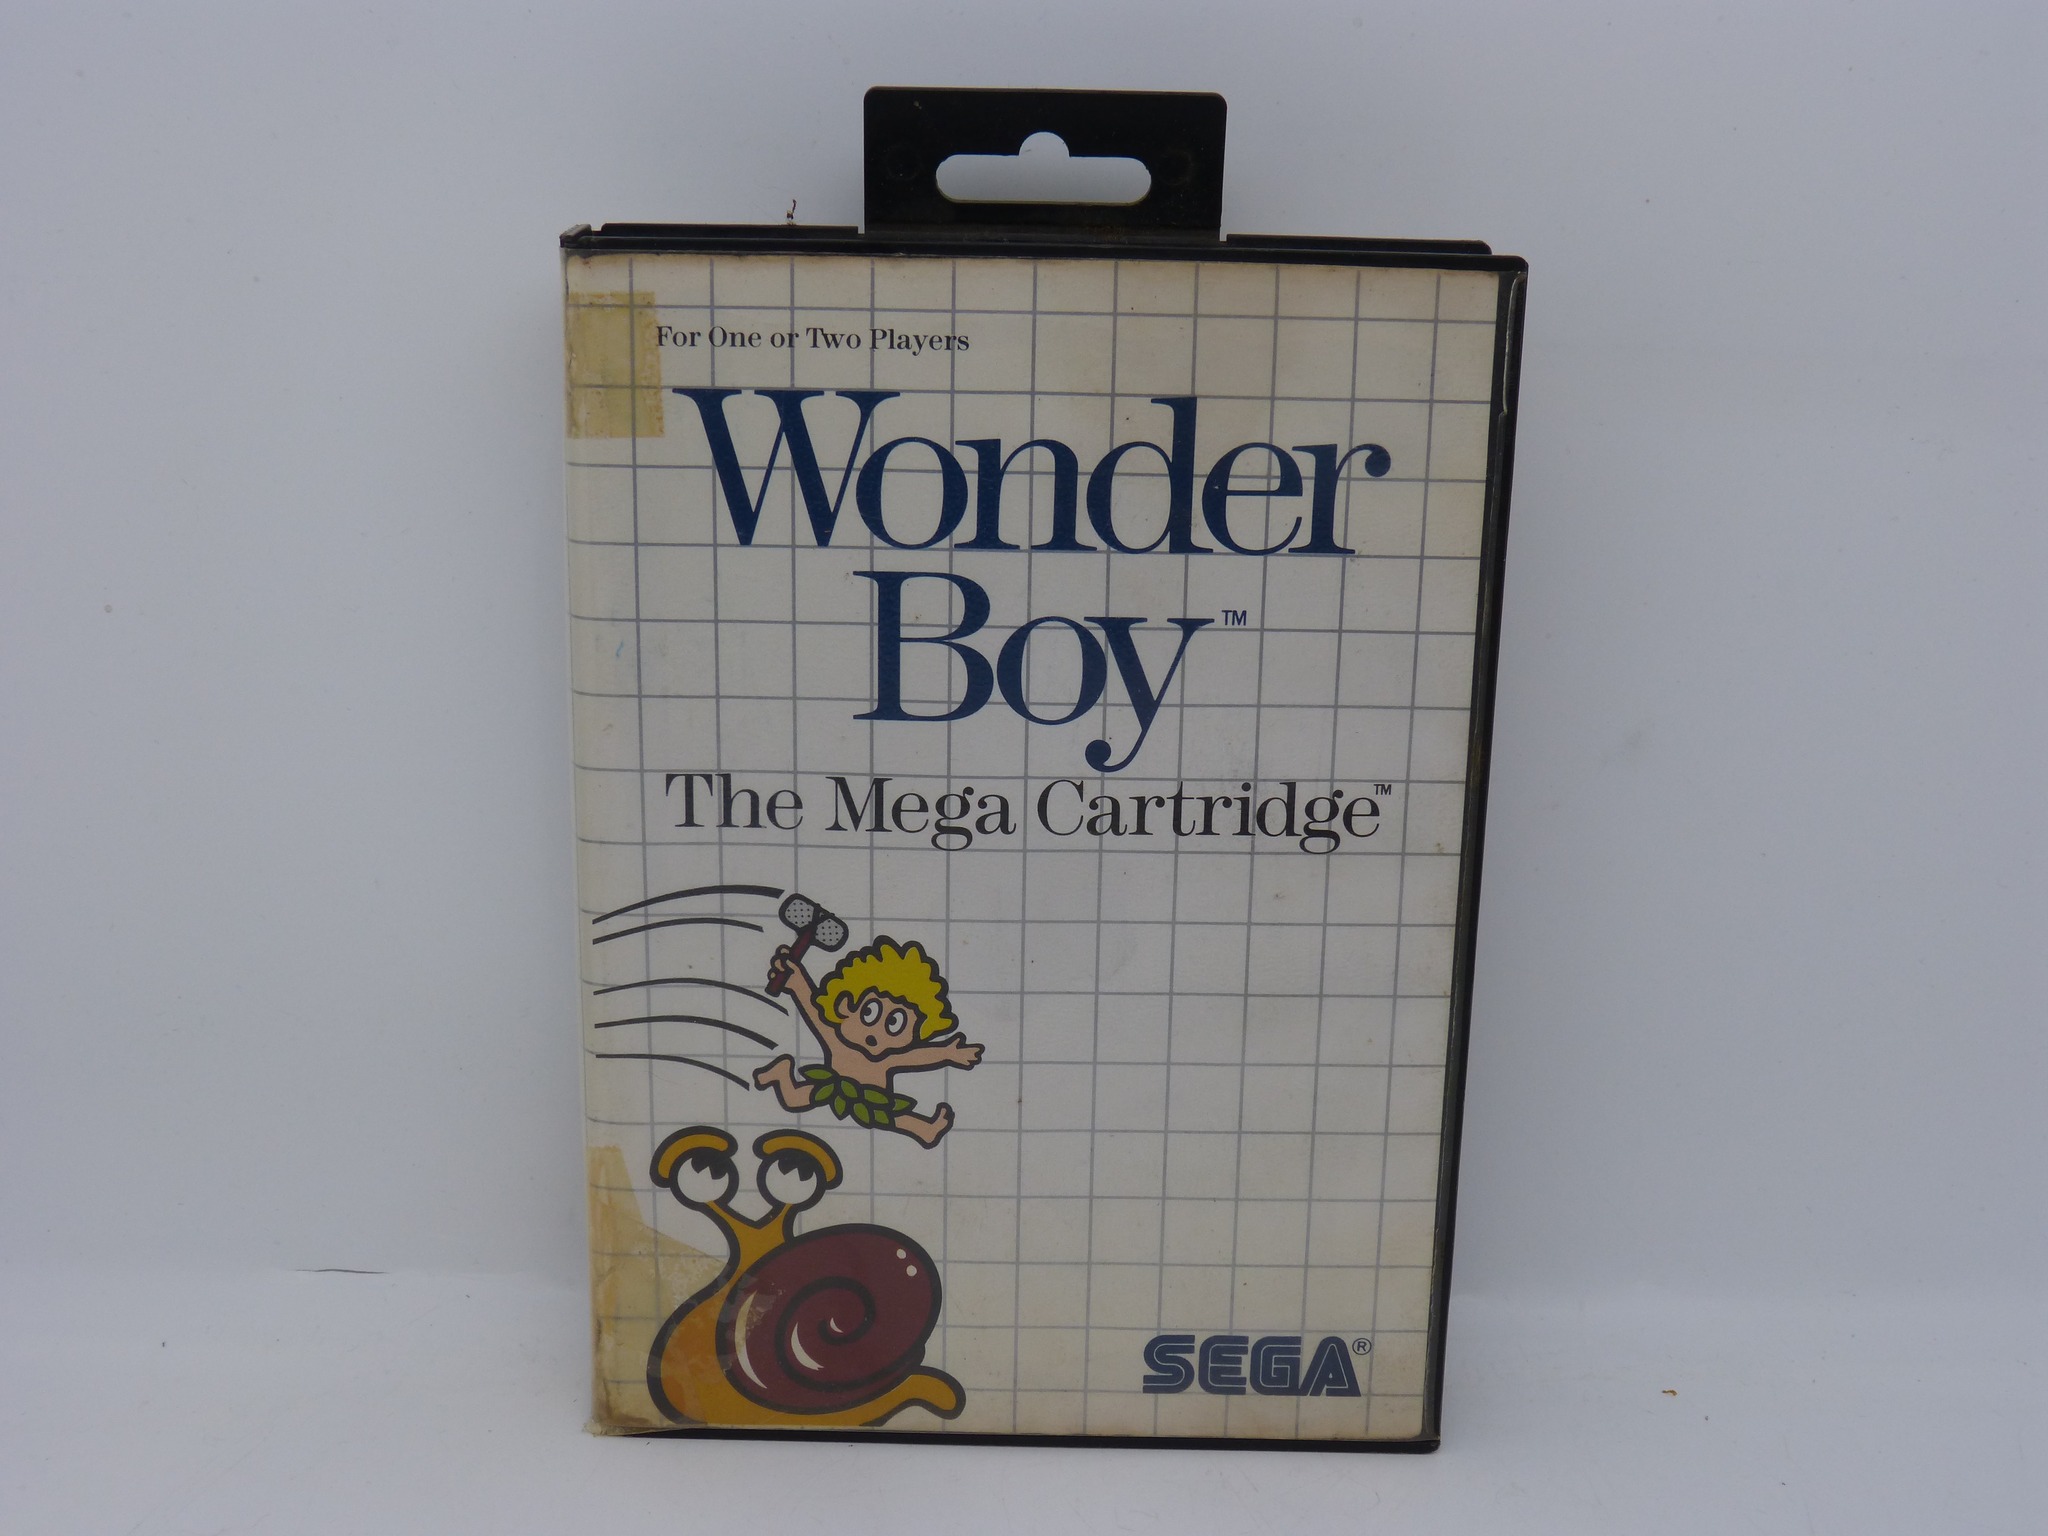 For One or Two Players
Wonder
Boy™
The Mega Cartridge™
SEGA®